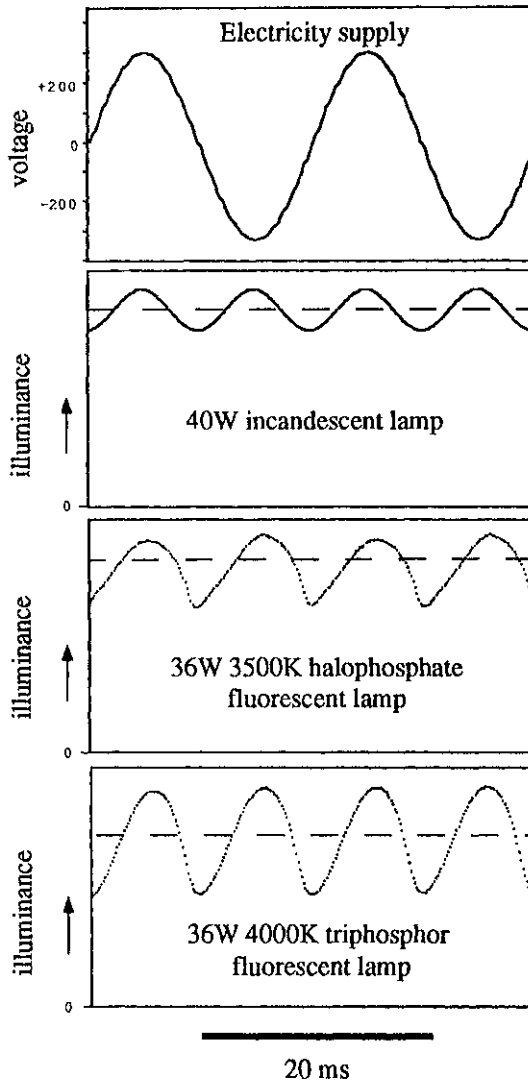 Electricity supply
voltage
+200
0
-200
illuminance
40W incandescent lamp
0
illuminance
36W 3500K halophosphate
fluorescent lamp
0
illuminance
36W 4000K triphosphor
fluorescent lamp
0
20 ms